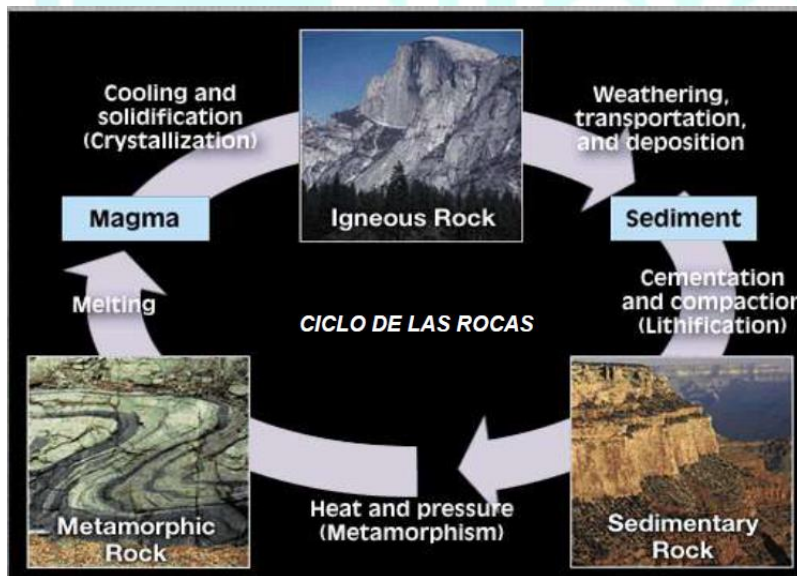 Cooling and
solidification
(Crystallization)
Weathering,
transportation,
and deposition
Magma
Igneous Rock
Sediment
Melting
CICLO DE LAS ROCAS
Cementation
and compaction
(Lithification)
Heat and pressure
(Metamorphism)
Metamorphic
Rock
Sedimentary
Rock